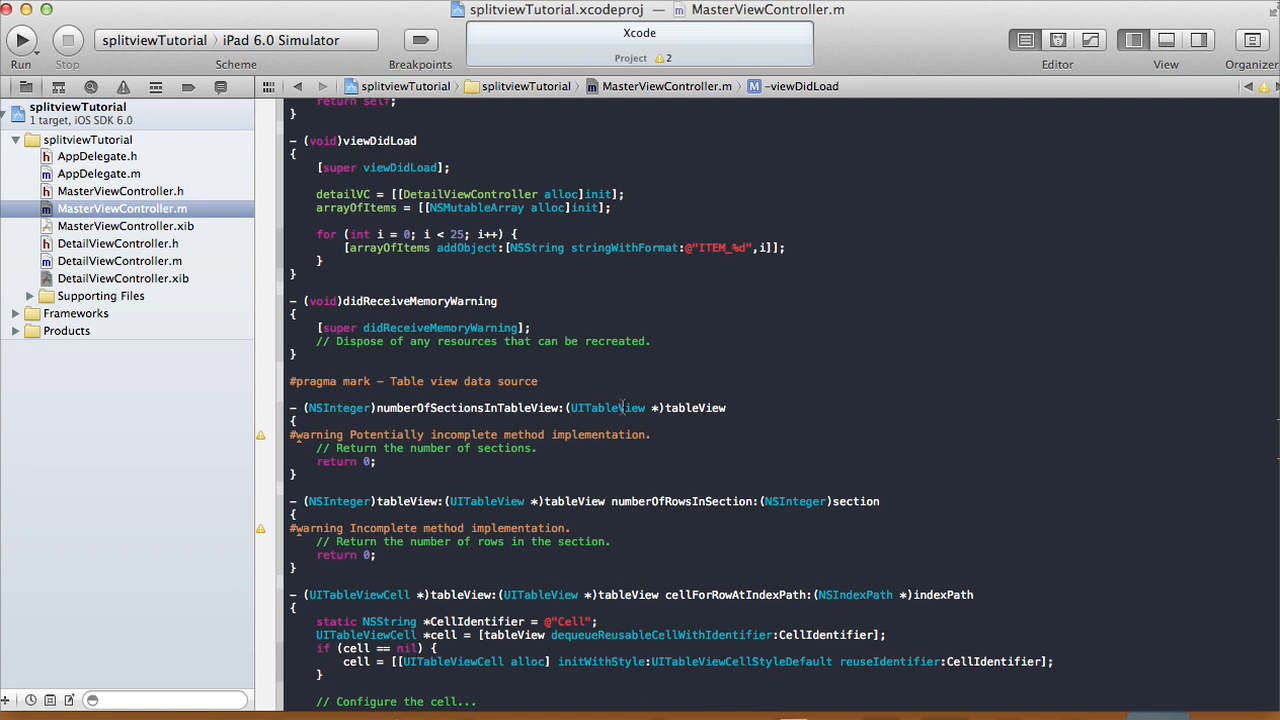 splitviewTutorial.xcodeproj — MasterViewController.m
splitviewTutorial iPad 6.0 Simulator
Xcode
Project 2
Run Stop Scheme Breakpoints Editor View Organizer
splitviewTutorial splitviewTutorial MasterViewController.m M -viewDidLoad
splitviewTutorial
1 target, iOS SDK 6.0
splitviewTutorial
h AppDelegate.h
m AppDelegate.m
h MasterViewController.h
m MasterViewController.m
MasterViewController.xib
h DetailViewController.h
m DetailViewController.m
DetailViewController.xib
Supporting Files
Frameworks
Products
return self;
}
- (void)viewDidLoad
{
[super viewDidLoad];
detailVC = [[DetailViewController alloc]init];
arrayOfItems = [[NSMutableArray alloc]init];
for (int i = 0; i < 25; i++) {
[arrayOfItems addObject:[NSString stringWithFormat:@"ITEM_%d",i]];
}
}
- (void)didReceiveMemoryWarning
{
[super didReceiveMemoryWarning];
// Dispose of any resources that can be recreated.
}
#pragma mark - Table view data source
- (NSInteger)numberOfSectionsInTableView:(UITableView *)tableView
{
#warning Potentially incomplete method implementation.
// Return the number of sections.
return 0;
}
- (NSInteger)tableView:(UITableView *)tableView numberOfRowsInSection:(NSInteger)section
{
#warning Incomplete method implementation.
// Return the number of rows in the section.
return 0;
}
- (UITableViewCell *)tableView:(UITableView *)tableView cellForRowAtIndexPath:(NSIndexPath *)indexPath
{
static NSString *CellIdentifier = @"Cell";
UITableViewCell *cell = [tableView dequeueReusableCellWithIdentifier:CellIdentifier];
if (cell == nil) {
cell = [[UITableViewCell alloc] initWithStyle:UITableViewCellStyleDefault reuseIdentifier:CellIdentifier];
}
// Configure the cell...